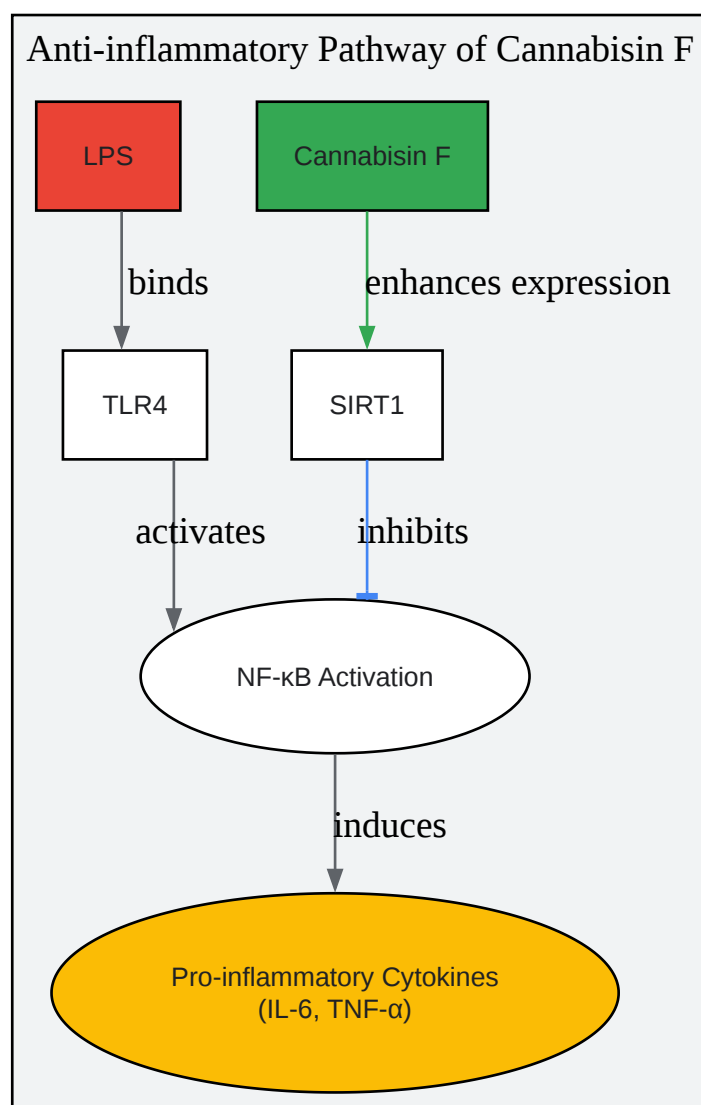 Anti-inflammatory Pathway of Cannabisin F
LPS
Cannabisin F
binds
enhances expression
TLR4
SIRT1
activates
inhibits
NF-κB Activation
induces
Pro-inflammatory Cytokines
(IL-6, TNF-α)